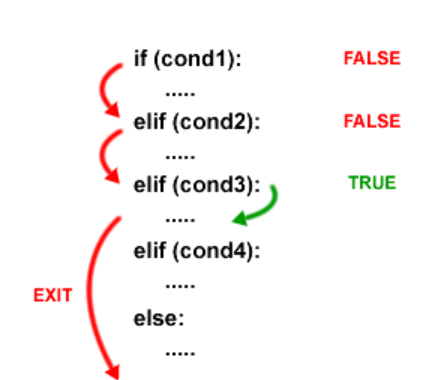 if (cond1): FALSE
.....
elif (cond2): FALSE
.....
elif (cond3): TRUE
.....
elif (cond4):
.....
EXIT
else:
.....